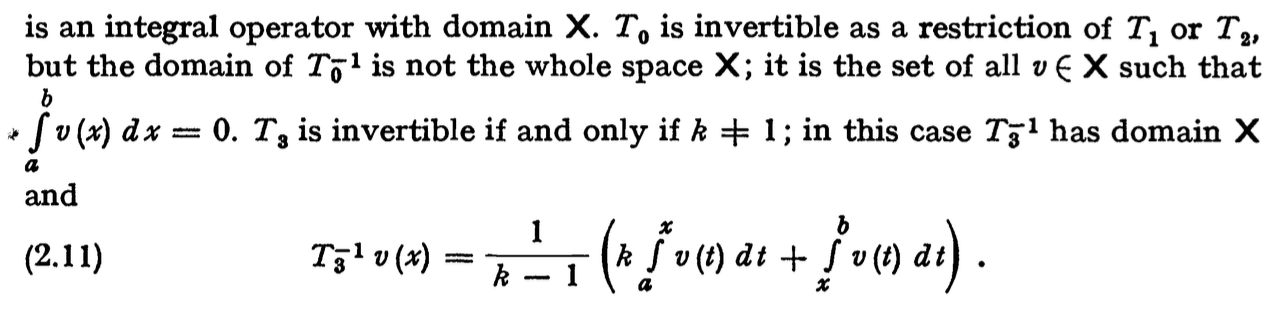 is an integral operator with domain X. T₀ is invertible as a restriction of T₁ or T₂,
but the domain of T₀⁻¹ is not the whole space X; it is the set of all v ∈ X such that
∫ₐᵇ v(x) dx = 0. T₃ is invertible if and only if k ≠ 1; in this case T₃⁻¹ has domain X
and
(2.11) T₃⁻¹ v(x) = \frac{1}{k − 1} (k ∫ₐˣ v(t) dt + ∫ₓᵇ v(t) dt) .